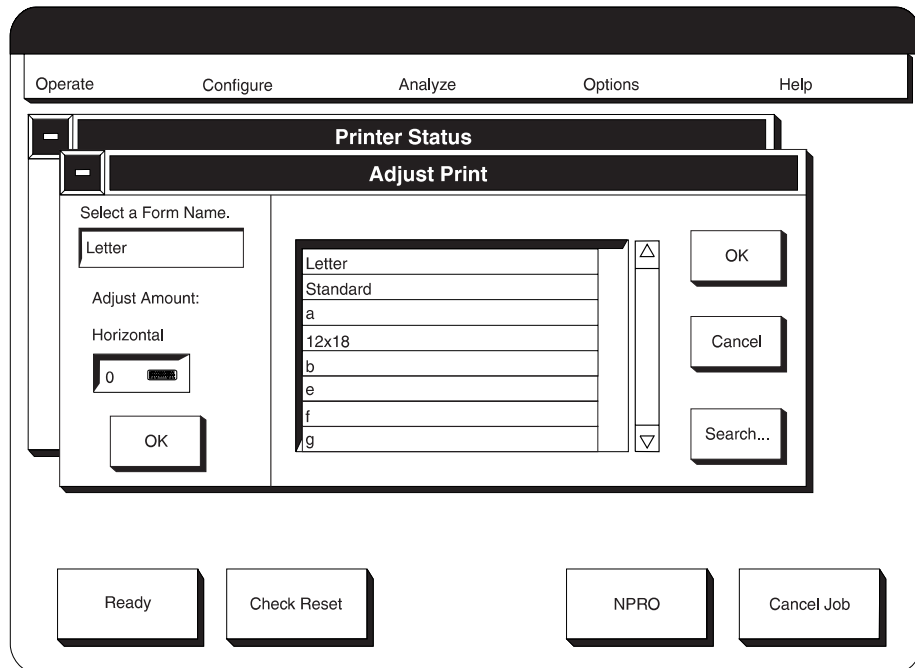 Operate Configure Analyze Options Help
Printer Status
Adjust Print
Select a Form Name.
Letter
Adjust Amount:
Horizontal
0
OK
Letter
Standard
a
12x18
b
e
f
g
OK
Cancel
Search...
Ready Check Reset NPRO Cancel Job